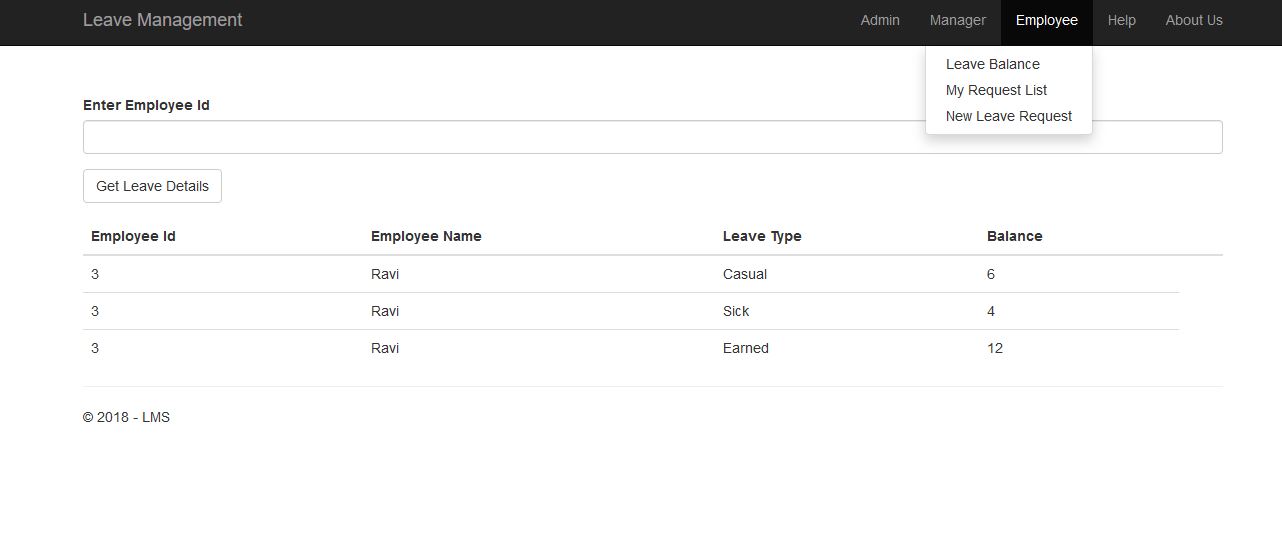 Leave Management Admin Manager Employee Help About Us
Leave Balance
My Request List
New Leave Request
Enter Employee Id
Get Leave Details
Employee Id Employee Name Leave Type Balance
3 Ravi Casual 6
3 Ravi Sick 4
3 Ravi Earned 12
© 2018 - LMS